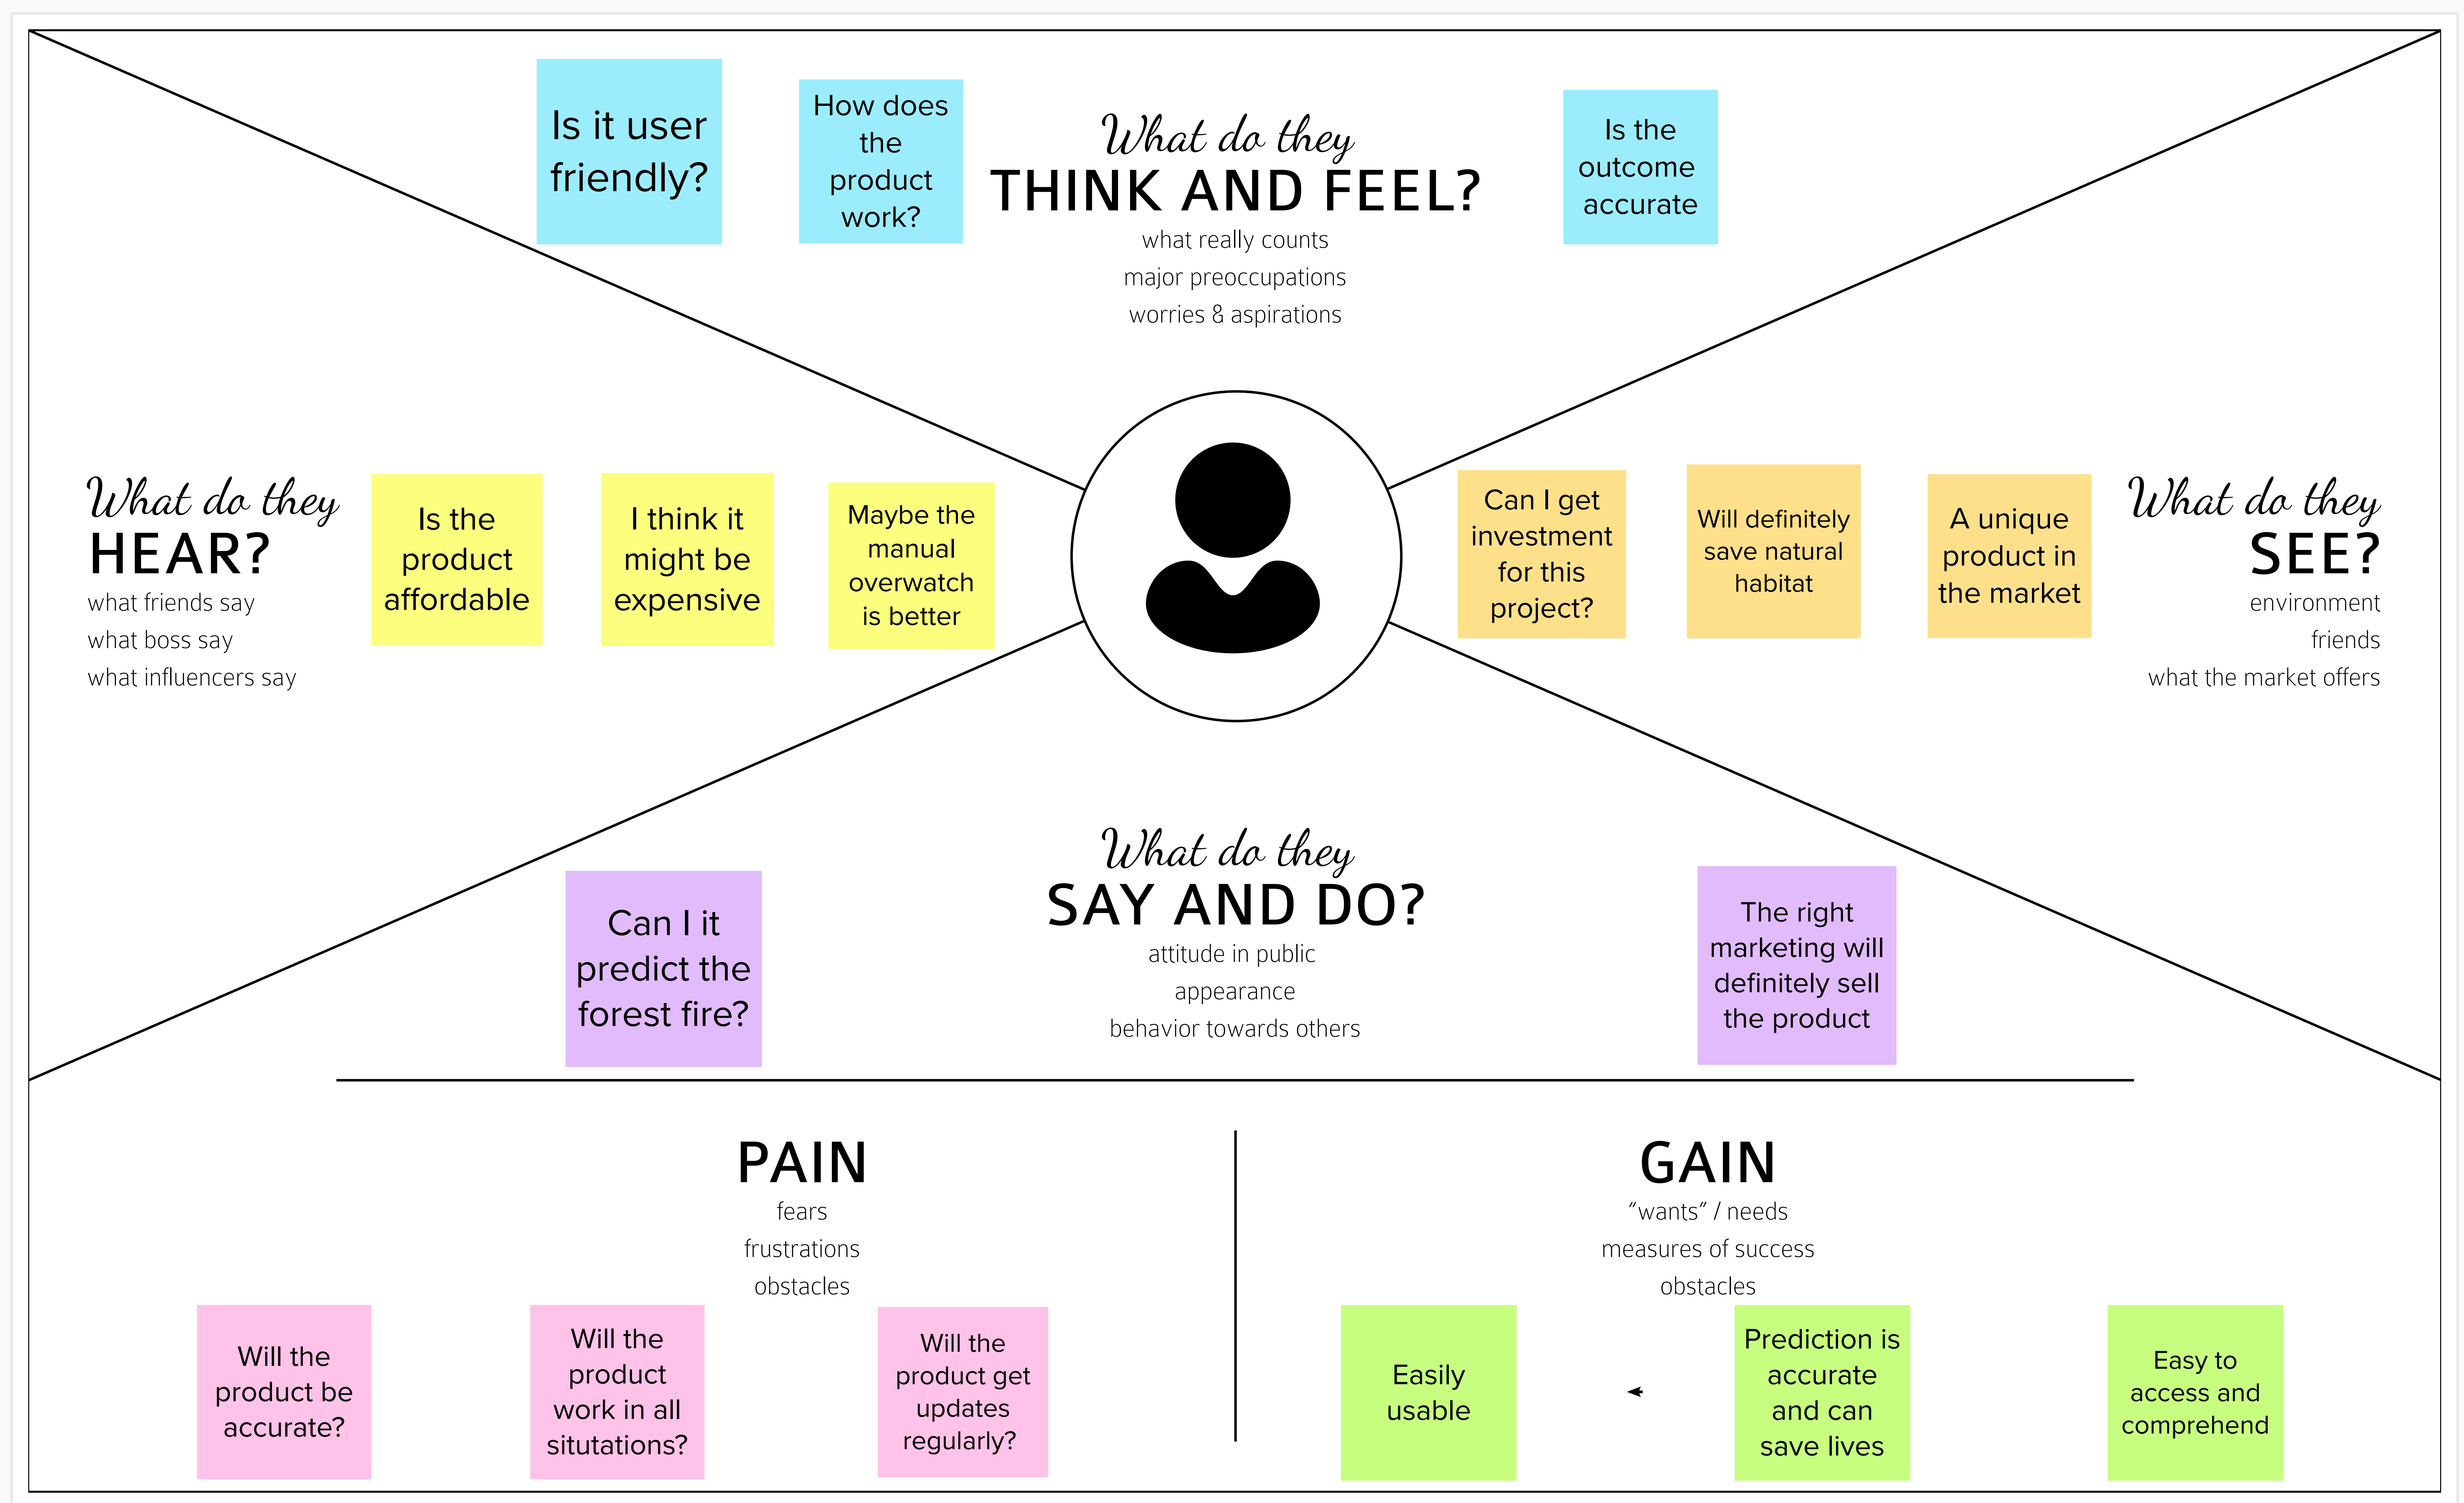 Is it user
friendly?
How does
the
product
work?
What do they
THINK AND FEEL?
what really counts
major preoccupations
worries & aspirations
Is the
outcome
accurate
What do they
HEAR?
what friends say
what boss say
what influencers say
Is the
product
affordable
I think it
might be
expensive
Maybe the
manual
overwatch
is better
Can I get
investment
for this
project?
Will definitely
save natural
habitat
A unique
product in
the market
What do they
SEE?
environment
friends
what the market offers
Can I it
predict the
forest fire?
What do they
SAY AND DO?
attitude in public
appearance
behavior towards others
The right
marketing will
definitely sell
the product
PAIN
fears
frustrations
obstacles
Will the
product be
accurate?
Will the
product
work in all
situtations?
Will the
product get
updates
regularly?
GAIN
“wants” / needs
measures of success
obstacles
Easily
usable
Prediction is
accurate
and can
save lives
Easy to
access and
comprehend